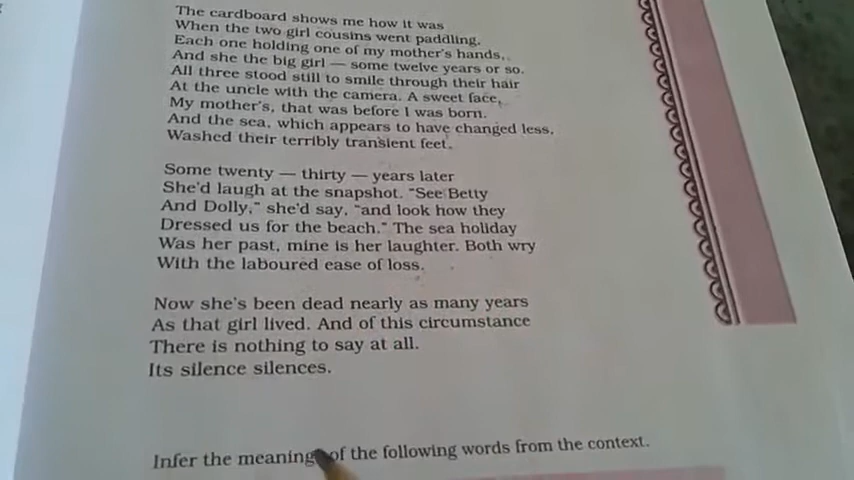 The cardboard shows me how it was
When the two girl cousins went paddling,
Each one holding one of my mother's hands,
And she the big girl — some twelve years or so.
All three stood still to smile through their hair
At the uncle with the camera. A sweet face,
My mother's, that was before I was born.
And the sea, which appears to have changed less,
Washed their terribly transient feet.
Some twenty — thirty — years later
She'd laugh at the snapshot. "See Betty
And Dolly," she'd say, "and look how they
Dressed us for the beach." The sea holiday
Was her past, mine is her laughter. Both wry
With the laboured ease of loss.
Now she's been dead nearly as many years
As that girl lived. And of this circumstance
There is nothing to say at all.
Its silence silences.
Infer the meaning of the following words from the context.